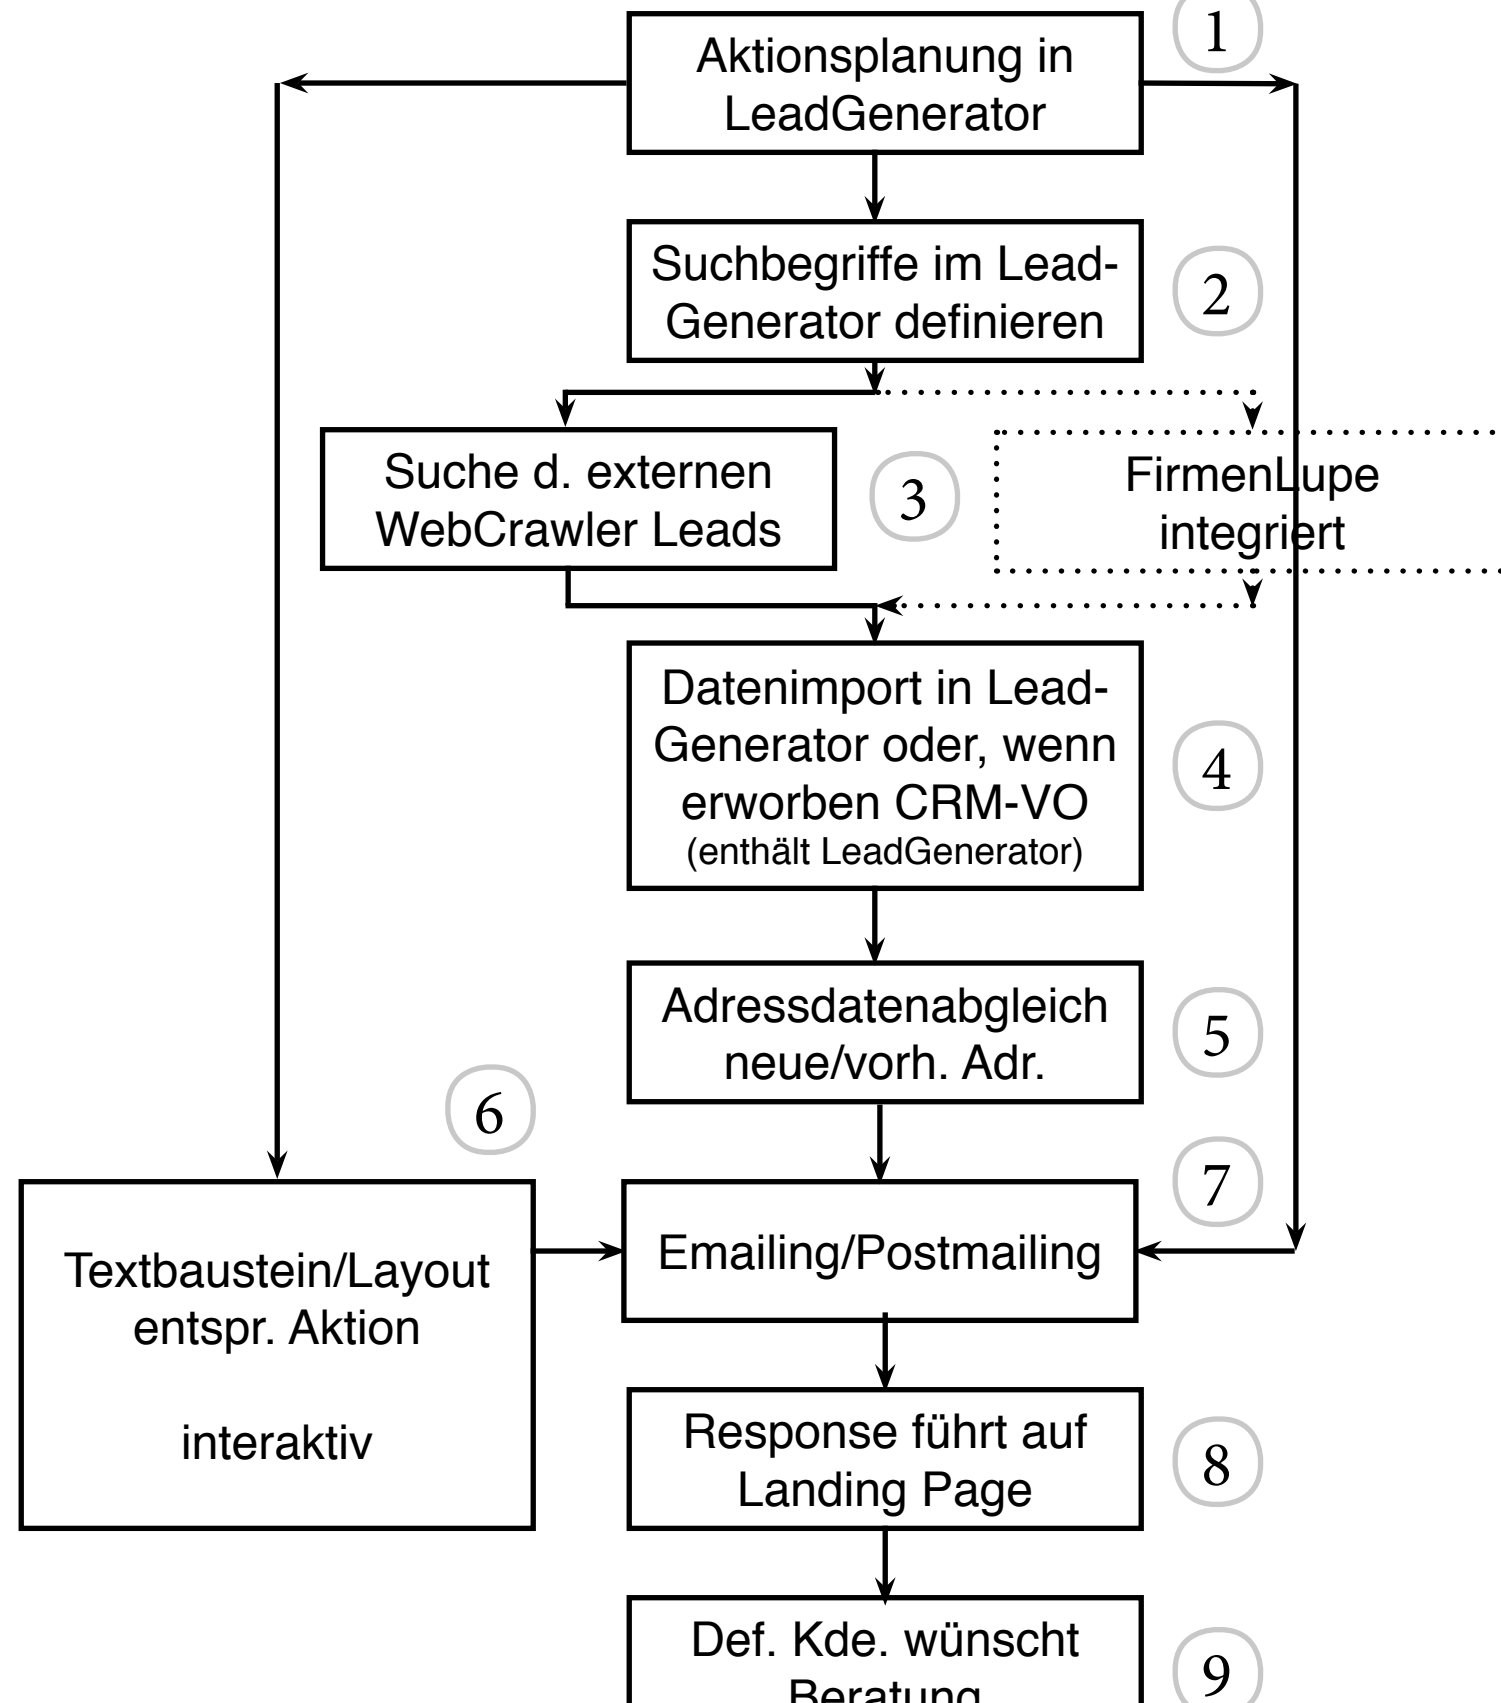 Aktionsplanung in
LeadGenerator
1
Suchbegriffe im Lead-
Generator definieren
2
Suche d. externen
WebCrawler Leads
3
FirmenLupe
integriert
Datenimport in Lead-
Generator oder, wenn
erworben CRM-VO
(enthält LeadGenerator)
4
Adressdatenabgleich
neue/vorh. Adr.
5
6
7
Textbaustein/Layout
entspr. Aktion
interaktiv
Emailing/Postmailing
Response führt auf
Landing Page
8
Def. Kde. wünscht
Beratung
9